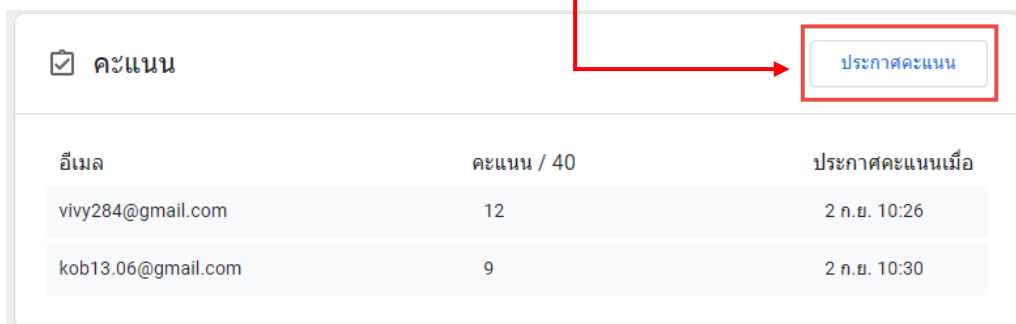 คะแนน ประกาศคะแนน
อีเมล คะแนน / 40 ประกาศคะแนนเมื่อ
vivy284@gmail.com 12 2 ก.ย. 10:26
kob13.06@gmail.com 9 2 ก.ย. 10:30